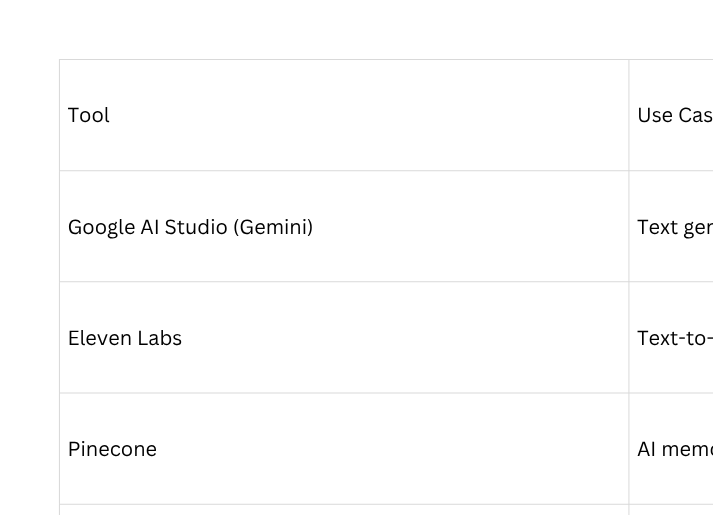 Tool Use Cas
Google AI Studio (Gemini) Text ger
Eleven Labs Text-to-
Pinecone AI memo